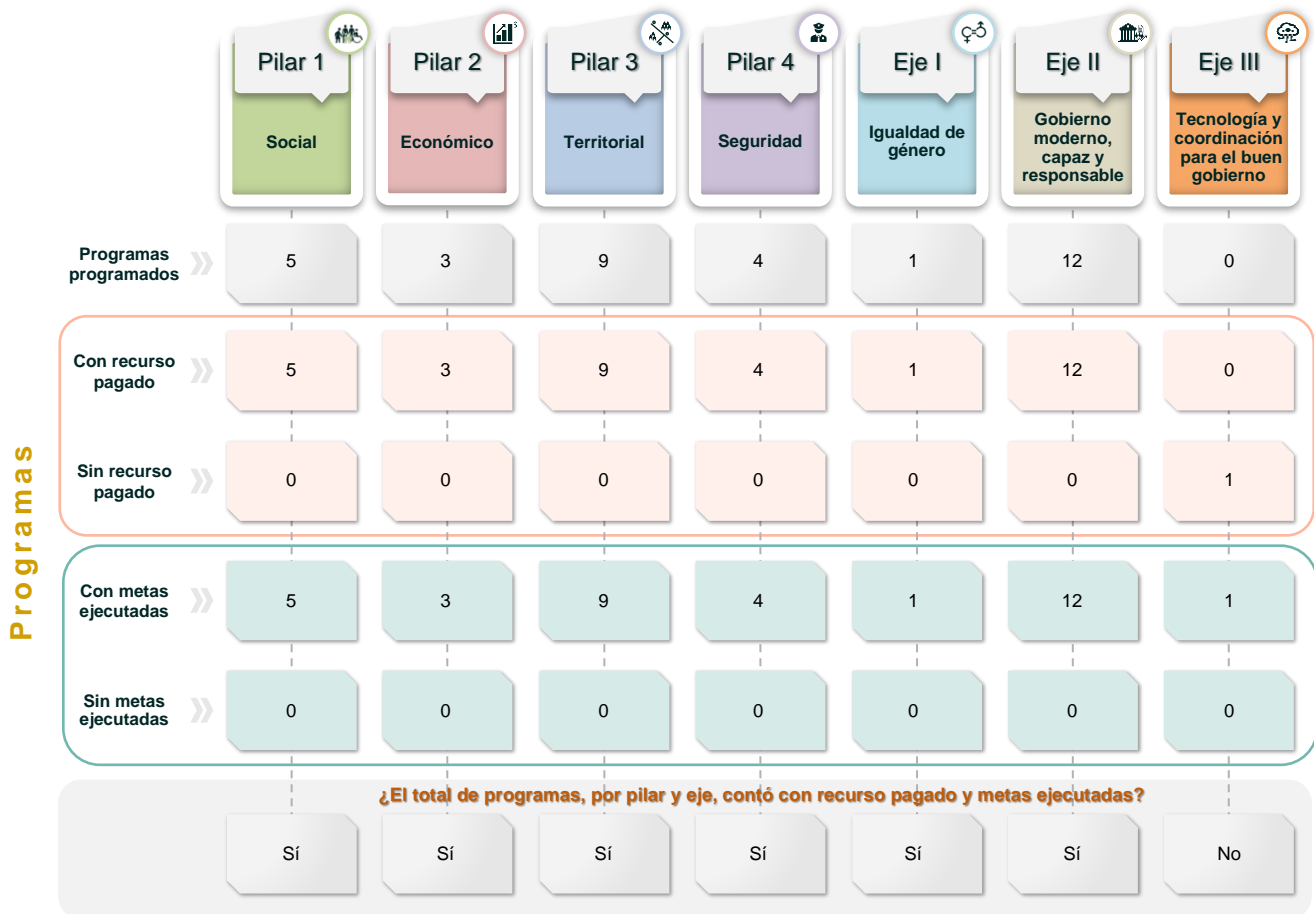 Pilar 1
Pilar 2
Pilar 3
Pilar 4
Eje I
Eje II
Eje III
Social
Económico
Territorial
Seguridad
Igualdad de
género
Gobierno
moderno,
capaz y
responsable
Tecnología y
coordinación
para el buen
gobierno
Programas
Programas
programados
5
3
9
4
1
12
0
Con recurso
pagado
5
3
9
4
1
12
0
Sin recurso
pagado
0
0
0
0
0
0
1
Con metas
ejecutadas
5
3
9
4
1
12
1
Sin metas
ejecutadas
0
0
0
0
0
0
0
¿El total de programas, por pilar y eje, contó con recurso pagado y metas ejecutadas?
Sí
Sí
Sí
Sí
Sí
Sí
No